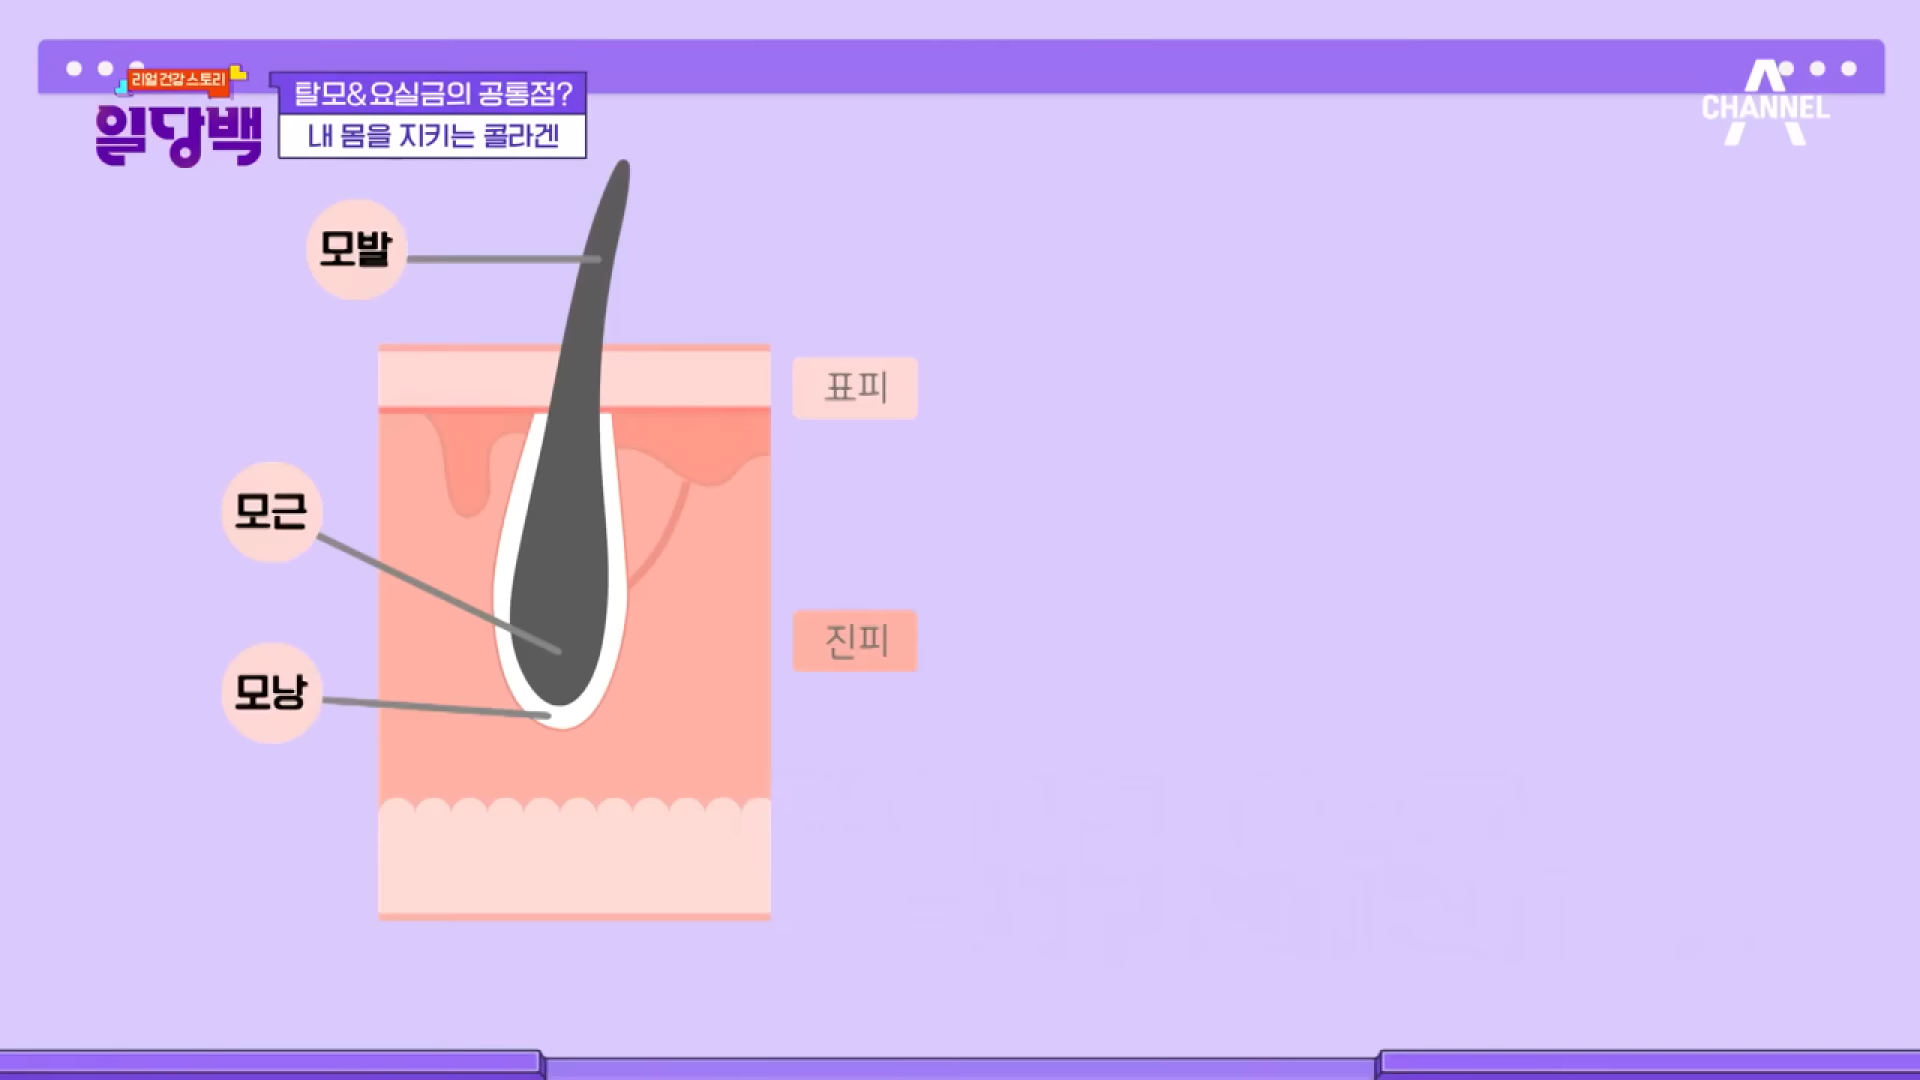 리얼 건강 스토리
일당백
탈모&요실금의 공통점?
내 몸을 지키는 콜라겐
CHANNEL A
모발
표피
모근
진피
모낭